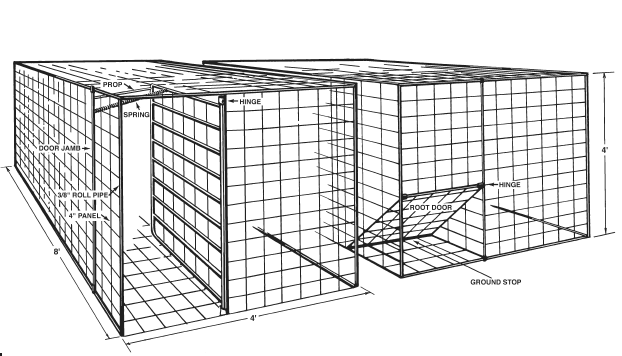 PROP
HINGE
SPRING
DOOR JAMB
4'
HINGE
3/8" ROLL PIPE
ROOT DOOR
4" PANEL
8'
GROUND STOP
4'